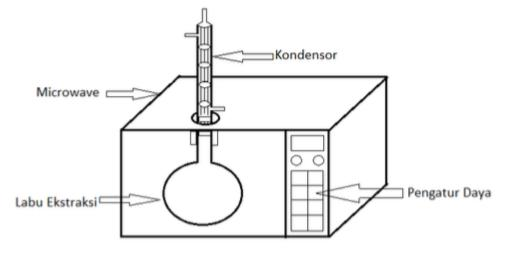 Kondensor
Microwave
Labu Ekstraksi
Pengatur Daya